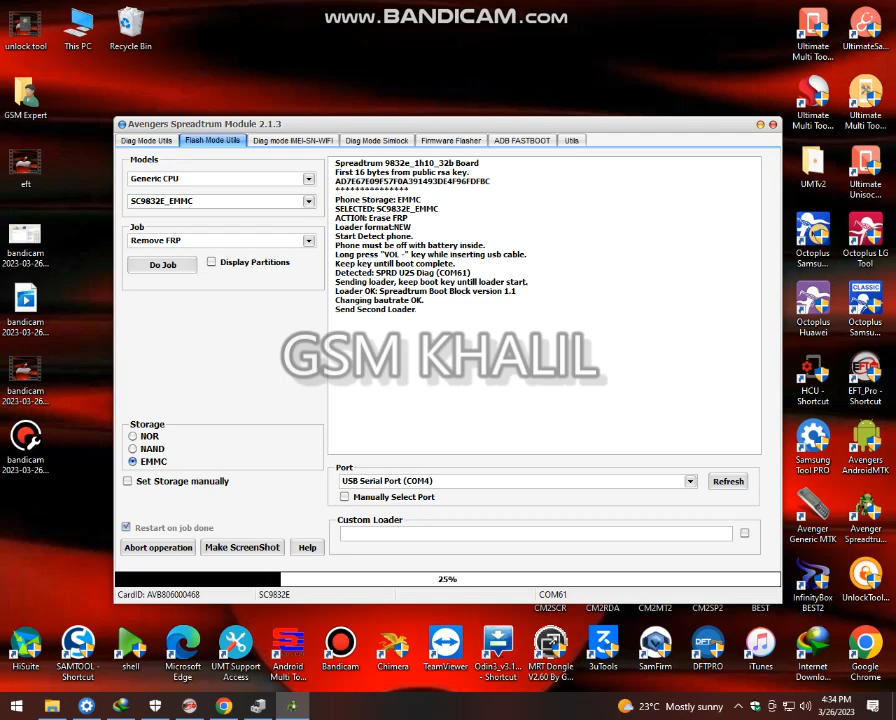 www.BANDICAM.com
unlock tool
This PC
Recycle Bin
GSM Expert
eft
bandicam
2023-03-26...
bandicam
2023-03-26...
bandicam
2023-03-26...
bandicam
2023-03-26...
Avengers Spreadtrum Module 2.1.3
Diag Mode Utils
Flash Mode Utils
Diag mode IMEI-SN-WIFI
Diag Mode Simlock
Firmware Flasher
ADB FASTBOOT
Utils
Models
Generic CPU
SC9832E_EMMC
Job
Remove FRP
Do Job
Display Partitions
Storage
NOR
NAND
EMMC
Set Storage manually
Restart on job done
Abort opperation
Make ScreenShot
Help
Spreadtrum 9832e_1h10_32b Board
First 16 bytes from public rsa key.
AD7E67E09F57F0A391493DE4F96FDFBC
***************
Phone Storage: EMMC
SELECTED: SC9832E_EMMC
ACTION: Erase FRP
Loader format:NEW
Start Detect phone.
Phone must be off with battery inside.
Long press "VOL -" key while inserting usb cable.
Keep key untill boot complete.
Detected: SPRD U2S Diag (COM61)
Sending loader, keep boot key untill loader start.
Loader OK: Spreadtrum Boot Block version 1.1
Changing bautrate OK.
Send Second Loader.
GSM KHALIL
Port
USB Serial Port (COM4)
Refresh
Manually Select Port
Custom Loader
25%
CardID: AVB806000468
SC9832E
COM61
Ultimate
Multi Too...
UltimateSa...
Ultimate
Multi Too...
Ultimate
Multi Too...
UMTv2
Ultimate
Unisoc...
Octoplus
Samsu...
Octoplus LG
Tool
CLASSIC
Octoplus
Huawei
Octoplus
Samsu...
HCU -
Shortcut
EFT_Pro -
Shortcut
Samsung
Tool PRO
Avengers
AndroidMTK
Avenger
Generic MTK
Avenger
Spreadtru...
InfinityBox
BEST2
UnlockTool...
CM2SCR
CM2RDA
CM2MT2
CM2SP2
BEST
HiSuite
SAMTOOL -
Shortcut
shell
Microsoft
Edge
UMT Support
Access
Android
Multi To...
Bandicam
Chimera
TeamViewer
Odin3_v3.1...
- Shortcut
MRT Dongle
V2.60 By G...
3uTools
SamFirm
DFTPRO
iTunes
Internet
Downlo...
Google
Chrome
23°C Mostly sunny
4:34 PM
3/26/2023